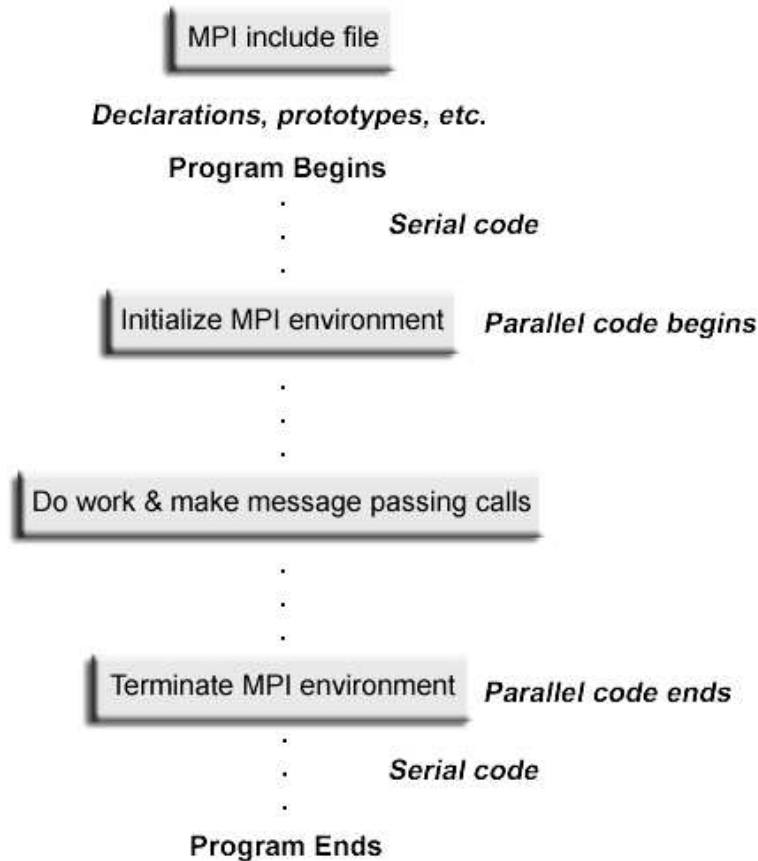 MPI include file
Declarations, prototypes, etc.
Program Begins
Serial code
Initialize MPI environment
Parallel code begins
Do work & make message passing calls
Terminate MPI environment
Parallel code ends
Serial code
Program Ends